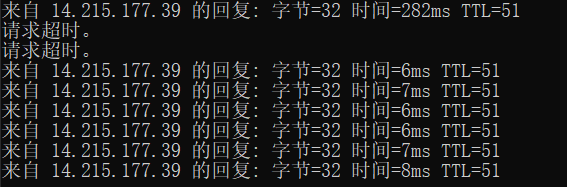 来自 14.215.177.39 的回复: 字节=32 时间=282ms TTL=51
请求超时。
请求超时。
来自 14.215.177.39 的回复: 字节=32 时间=6ms TTL=51
来自 14.215.177.39 的回复: 字节=32 时间=7ms TTL=51
来自 14.215.177.39 的回复: 字节=32 时间=6ms TTL=51
来自 14.215.177.39 的回复: 字节=32 时间=6ms TTL=51
来自 14.215.177.39 的回复: 字节=32 时间=7ms TTL=51
来自 14.215.177.39 的回复: 字节=32 时间=8ms TTL=51